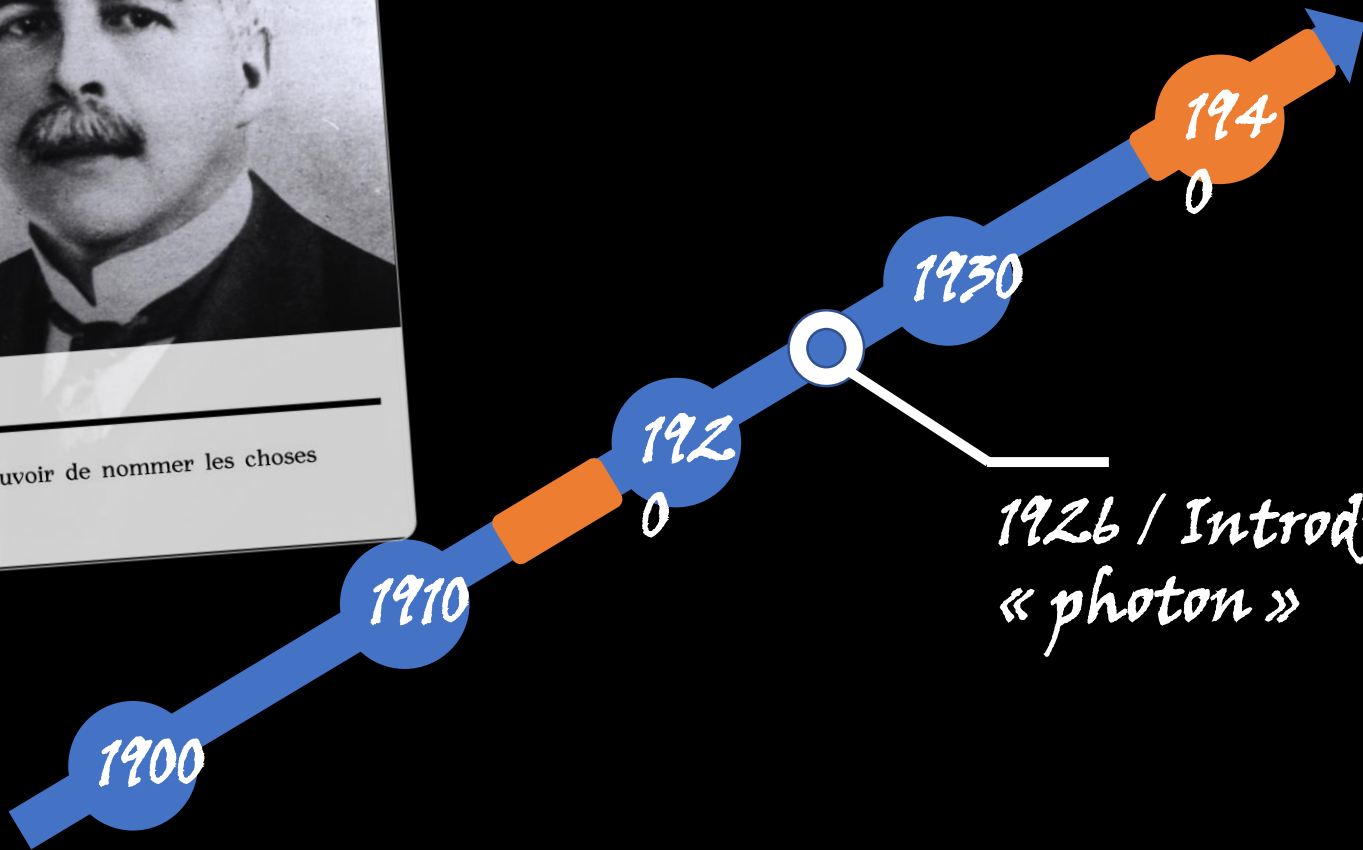 194
0
1930
192
0
uvoir de nommer les choses
1926 / Introd
« photon »
1910
1900